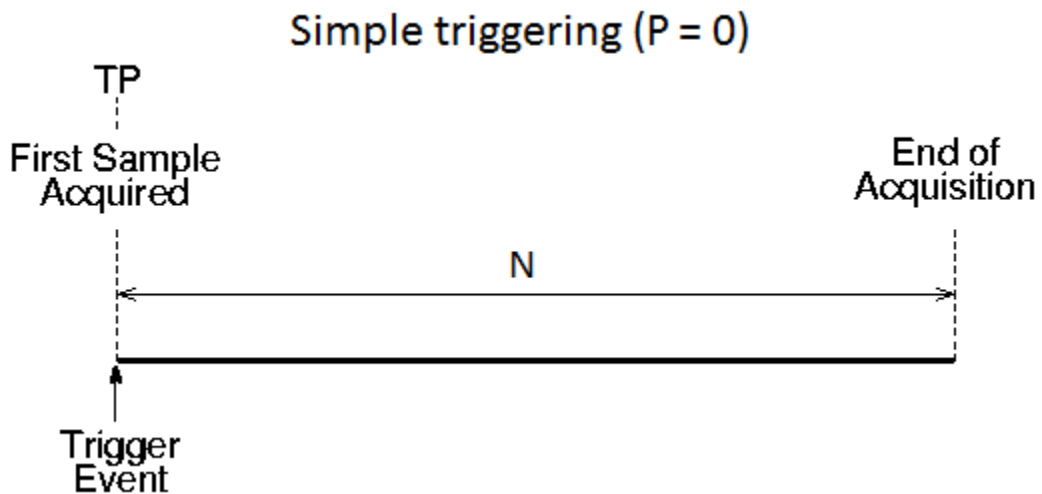 Simple triggering (P = 0)
TP
First Sample
Acquired
End of
Acquisition
N
Trigger
Event